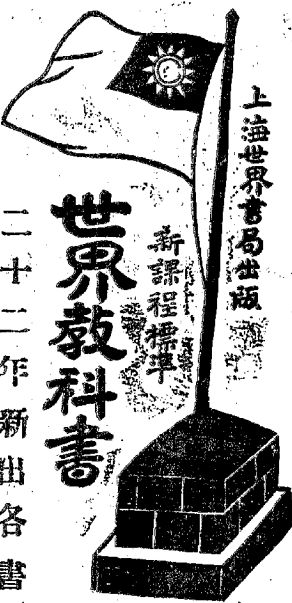 上海世界書局出版
新課程標準
世界教科書
二十二年新出各書